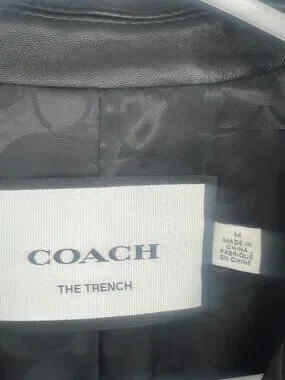 COACH
THE TRENCH
M
MADE IN
CHINA
FABRIQUÉ
EN CHINE